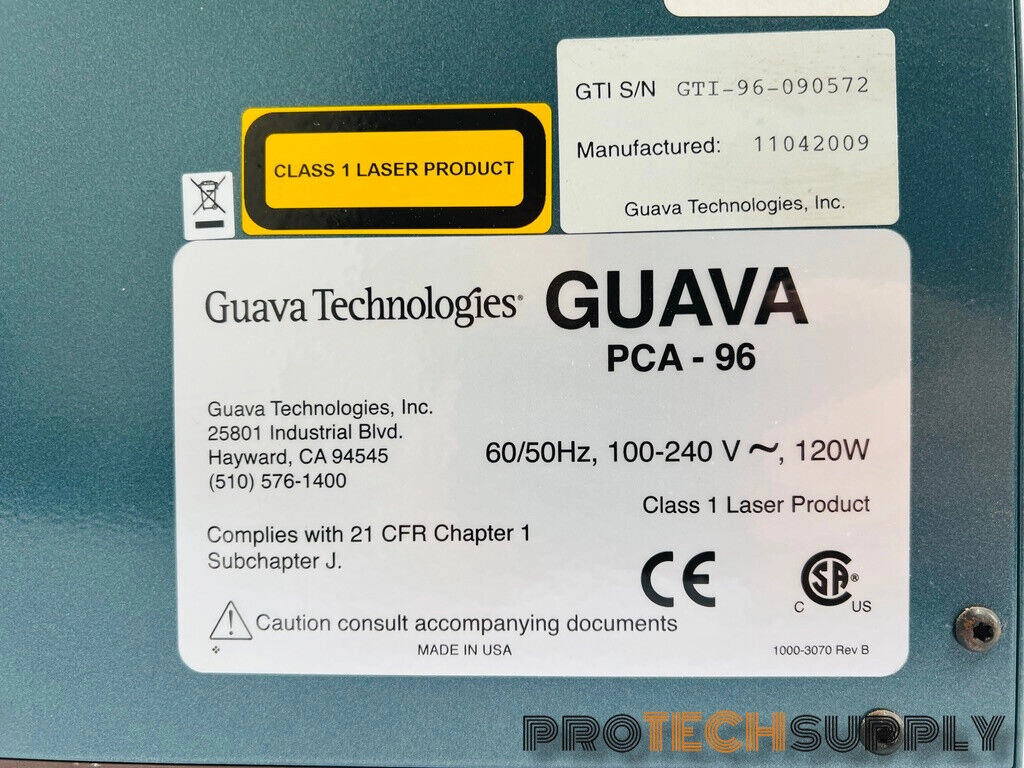 GTI S/N GTI-96-090572
Manufactured: 11042009
Guava Technologies, Inc.
CLASS 1 LASER PRODUCT
Guava Technologies® GUAVA
PCA - 96
Guava Technologies, Inc.
25801 Industrial Blvd.
Hayward, CA 94545
(510) 576-1400
60/50Hz, 100-240 V ~, 120W
Class 1 Laser Product
Complies with 21 CFR Chapter 1
Subchapter J.
CE
C SA® US
Caution consult accompanying documents
MADE IN USA
1000-3070 Rev B
PROTECHSUPPLY